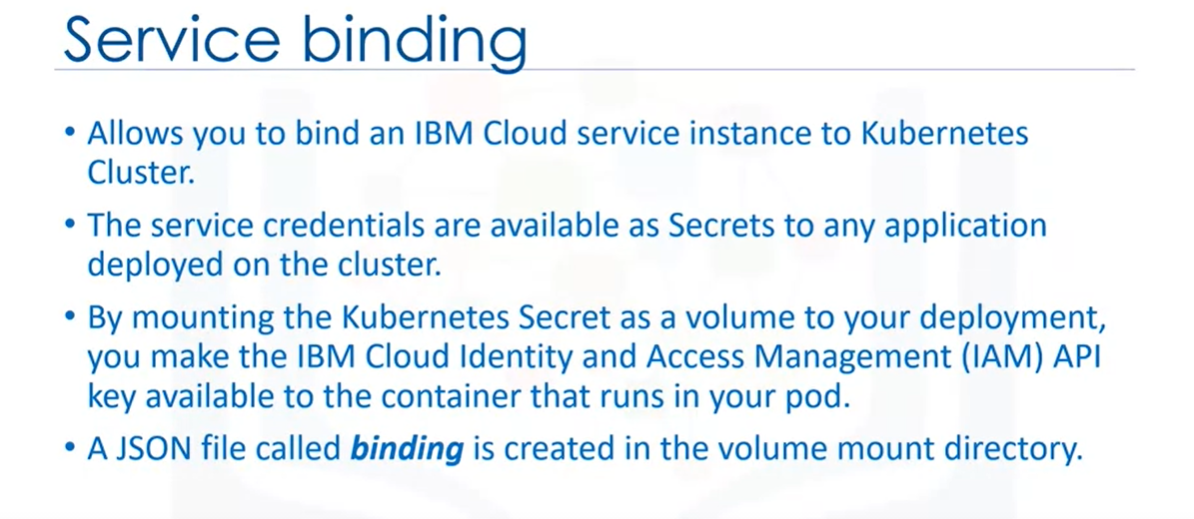 Service binding
• Allows you to bind an IBM Cloud service instance to Kubernetes
Cluster.
• The service credentials are available as Secrets to any application
deployed on the cluster.
• By mounting the Kubernetes Secret as a volume to your deployment,
you make the IBM Cloud Identity and Access Management (IAM) API
key available to the container that runs in your pod.
• A JSON file called binding is created in the volume mount directory.